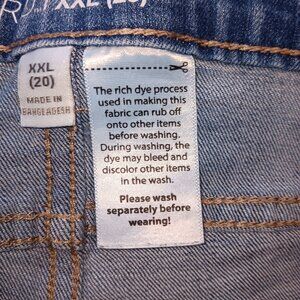 XXL (20)
XXL
(20)
MADE IN
BANGLADESH
The rich dye process
used in making this
fabric can rub off
onto other items
before washing.
During washing, the
dye may bleed and
discolor other items
in the wash.
Please wash
separately before
wearing!